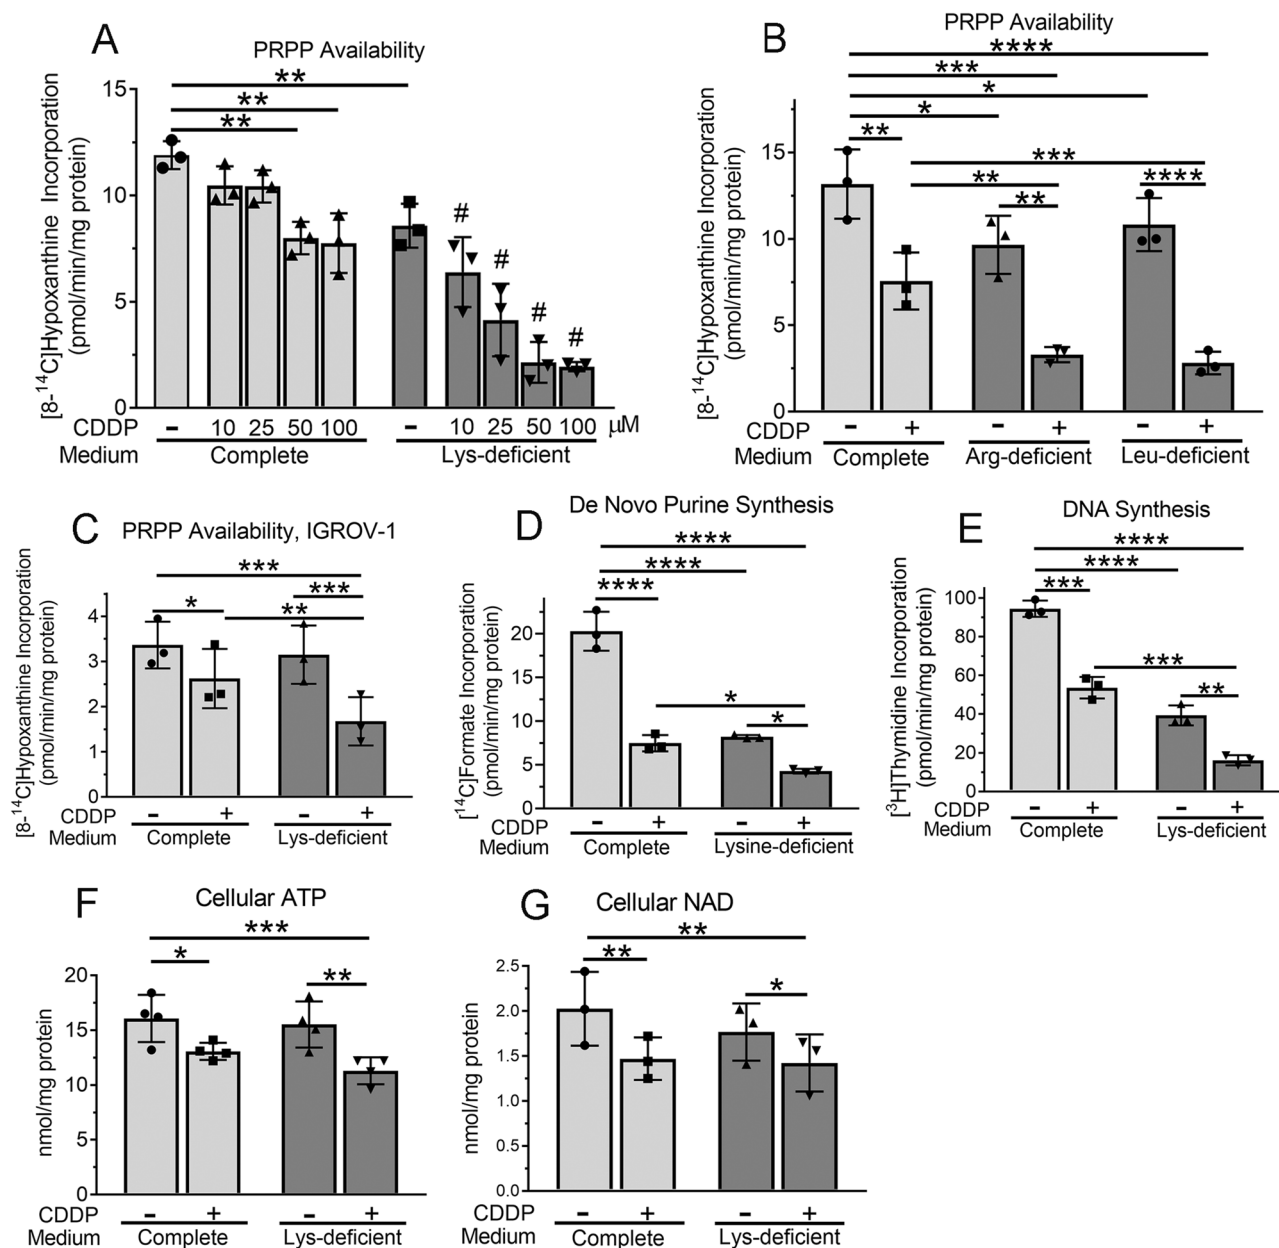 A
PRPP Availability
[8-¹⁴C]Hypoxanthine Incorporation
(pmol/min/mg protein)
**
**
**
15
10
5
0
#
#
#
#
CDDP - 10 25 50 100 - 10 25 50 100 µM
Medium Complete Lys-deficient
B
PRPP Availability
[8-¹⁴C]Hypoxanthine Incorporation
(pmol/min/mg protein)
****
***
*
*
**
***
**
**
****
15
10
5
0
CDDP - + - + - +
Medium Complete Arg-deficient Leu-deficient
C
PRPP Availability, IGROV-1
[8-¹⁴C]Hypoxanthine Incorporation
(pmol/min/mg protein)
***
***
*
**
4
3
2
1
0
CDDP - + - +
Medium Complete Lys-deficient
D
De Novo Purine Synthesis
[¹⁴C]Formate Incorporation
(pmol/min/mg protein)
****
****
****
*
*
20
15
10
5
0
CDDP - + - +
Medium Complete Lysine-deficient
E
DNA Synthesis
[³H]Thymidine Incorporation
(pmol/min/mg protein)
****
****
***
***
**
100
80
60
40
20
0
CDDP - + - +
Medium Complete Lys-deficient
F
Cellular ATP
nmol/mg protein
***
*
**
20
15
10
5
0
CDDP - + - +
Medium Complete Lys-deficient
G
Cellular NAD
nmol/mg protein
**
**
*
2.5
2.0
1.5
1.0
0.5
0.0
CDDP - + - +
Medium Complete Lys-deficient